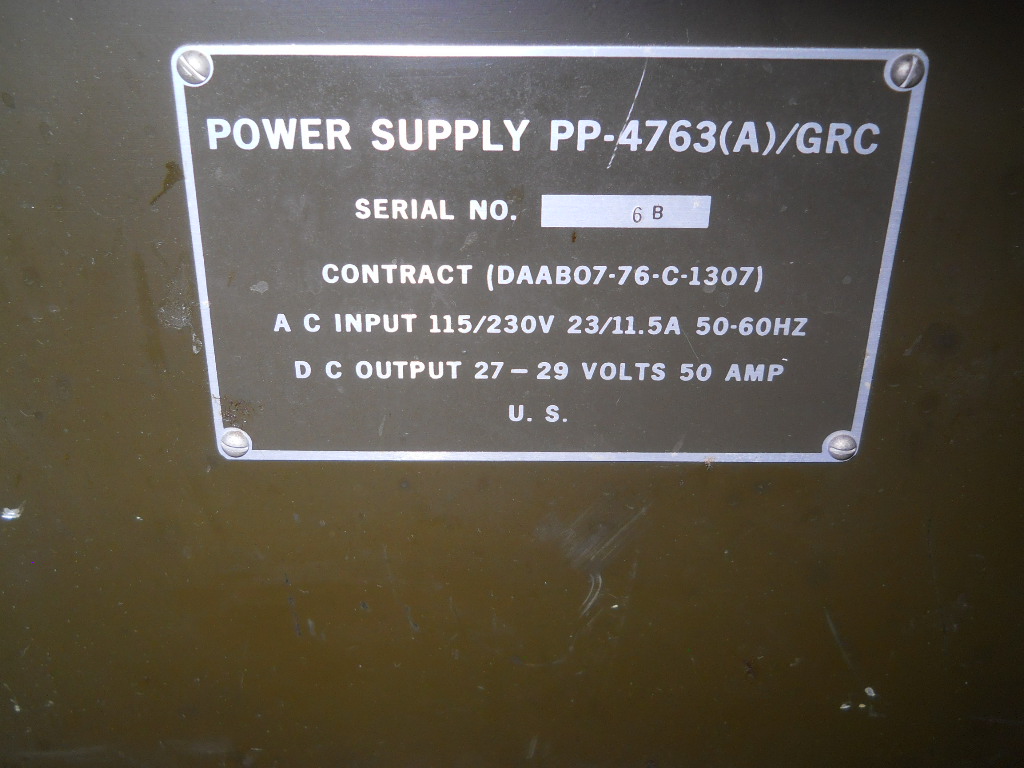 POWER SUPPLY PP-4763(A)/GRC
SERIAL NO. 6 B
CONTRACT (DAAB07-76-C-1307)
A C INPUT 115/230V 23/11.5A 50-60HZ
D C OUTPUT 27 – 29 VOLTS 50 AMP
U. S.